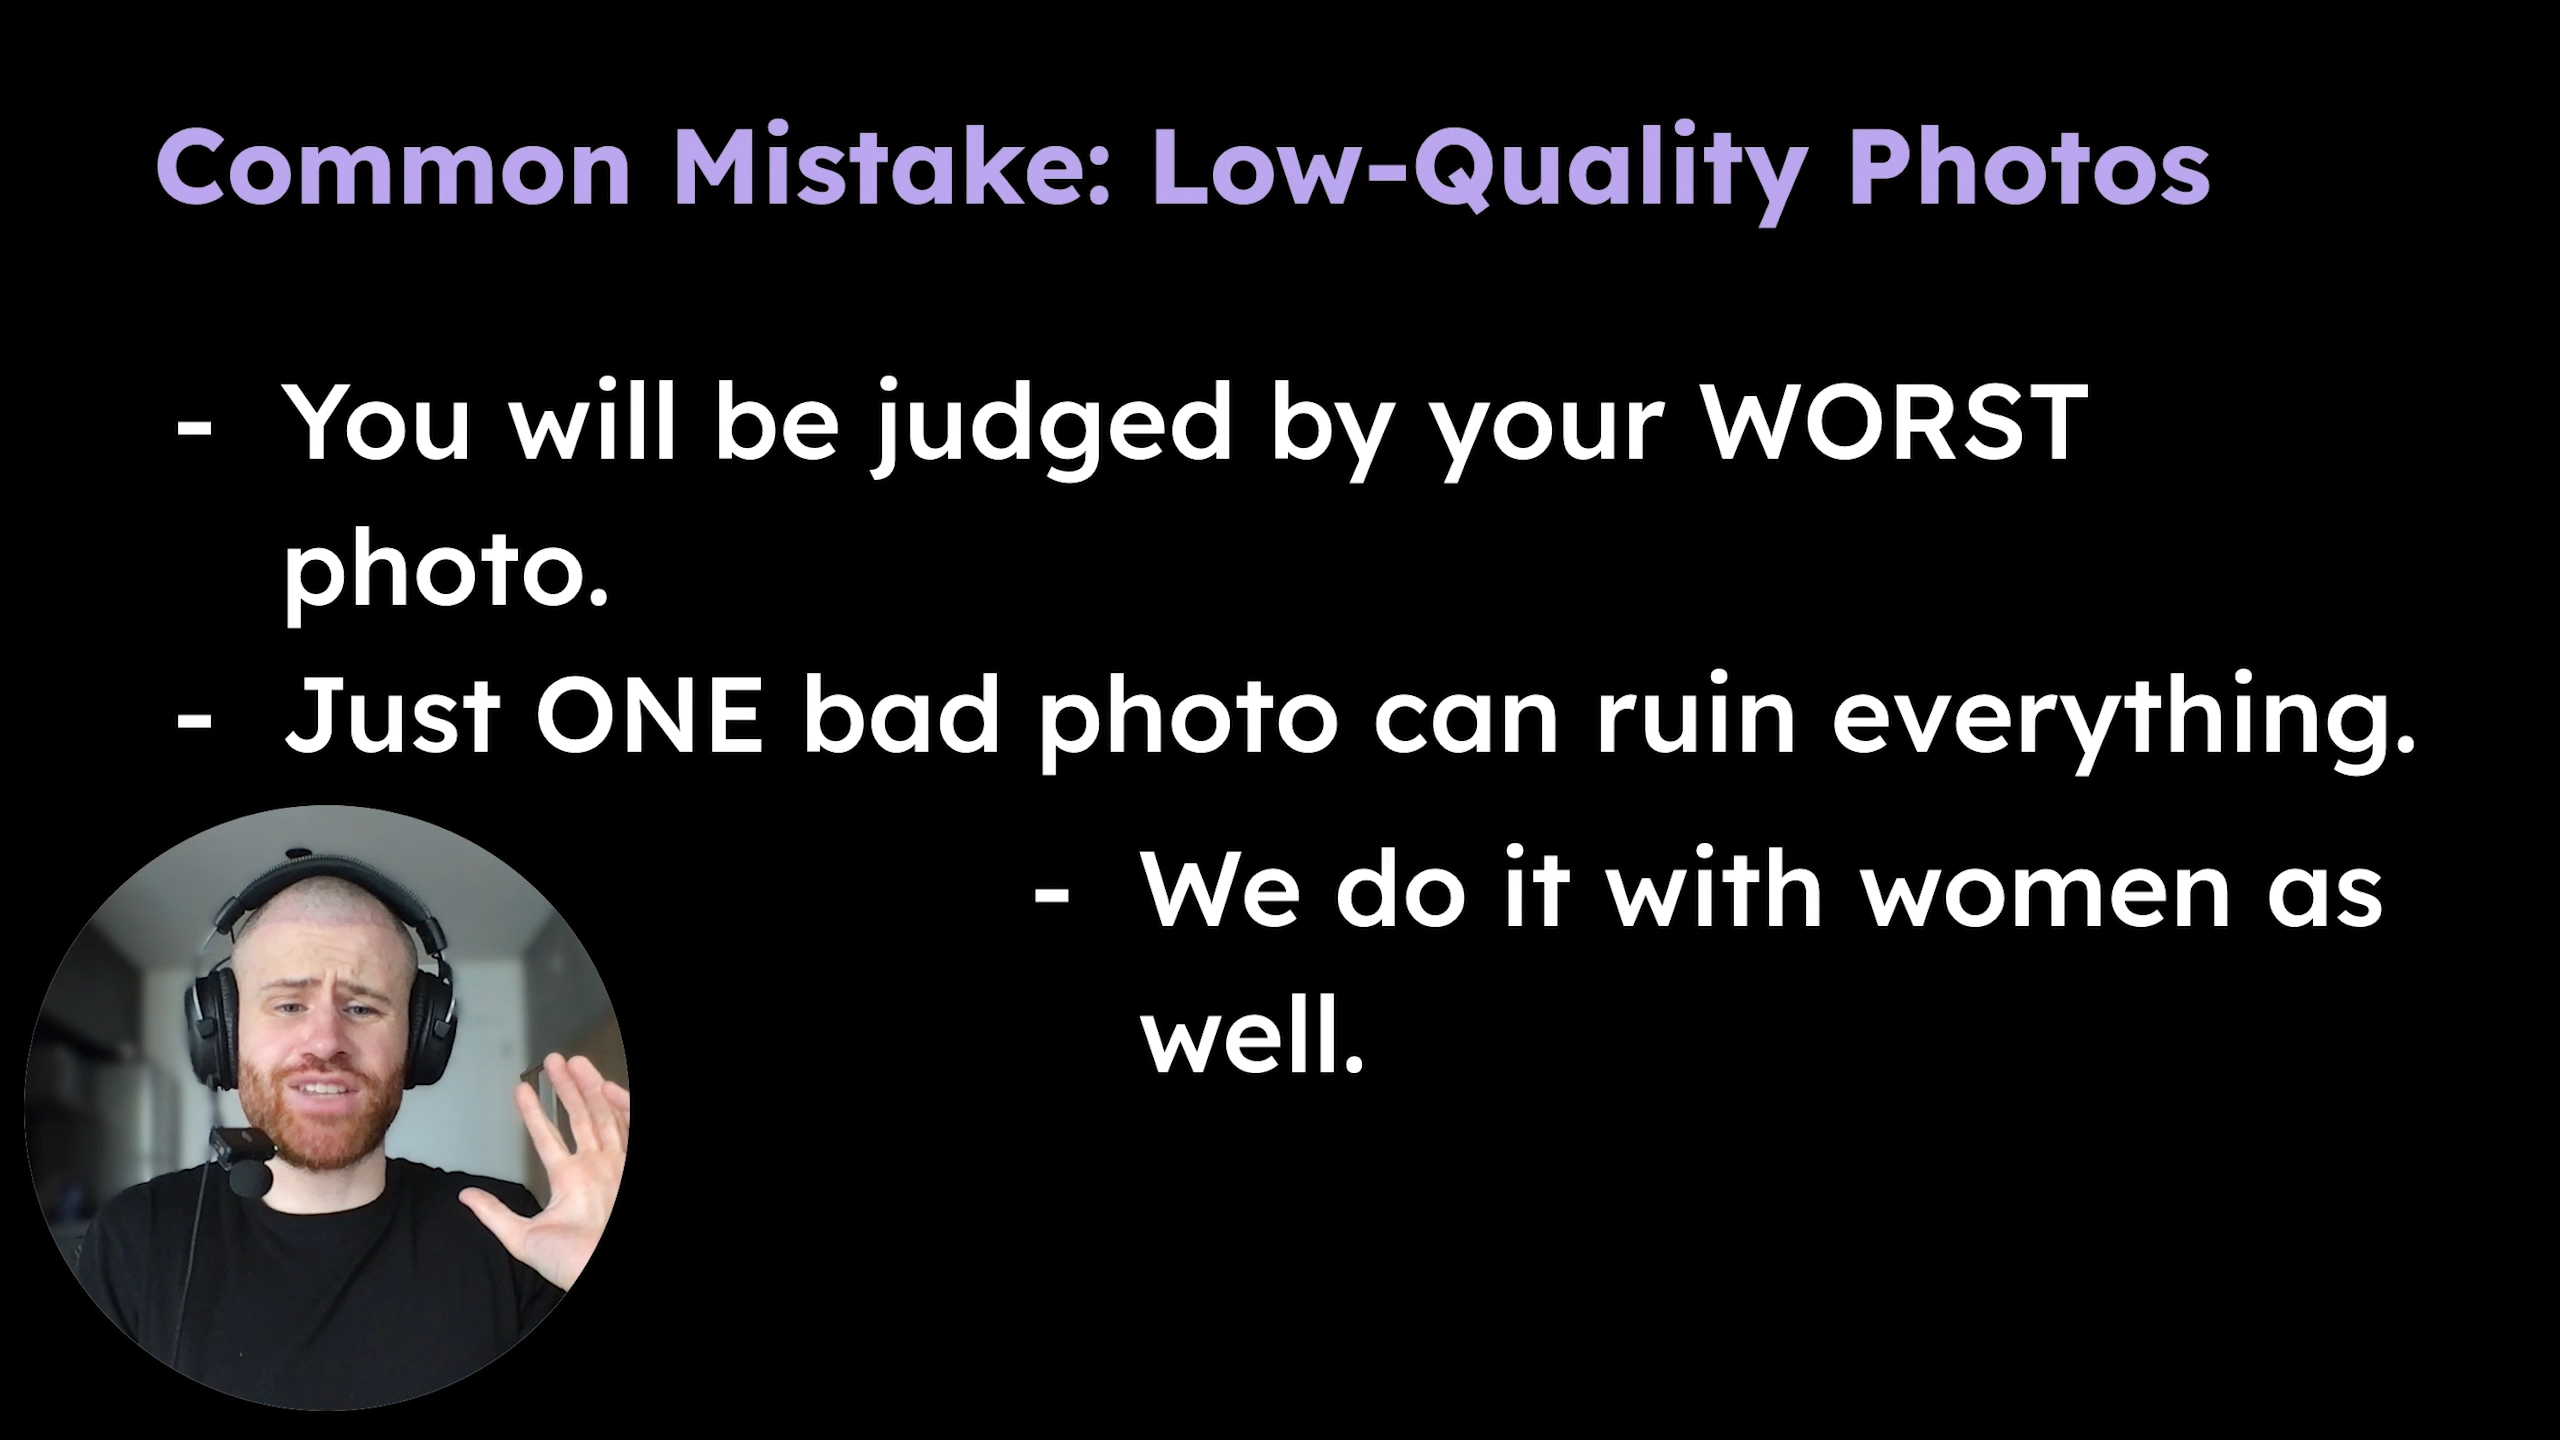 Common Mistake: Low-Quality Photos
- You will be judged by your WORST
photo.
- Just ONE bad photo can ruin everything.
- We do it with women as
well.